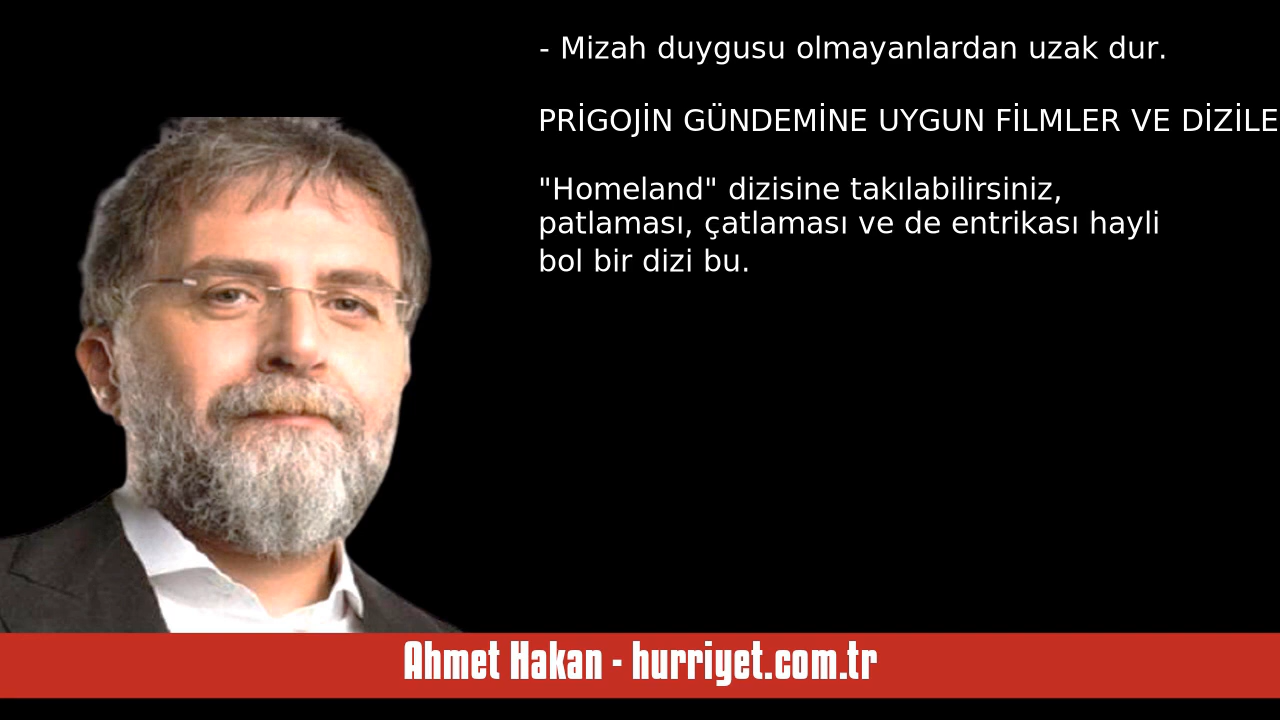 - Mizah duygusu olmayanlardan uzak dur.
PRİGOJİN GÜNDEMİNE UYGUN FİLMLER VE DİZİLE
"Homeland" dizisine takılabilirsiniz,
patlaması, çatlaması ve de entrikası hayli
bol bir dizi bu.
Ahmet Hakan - hurriyet.com.tr